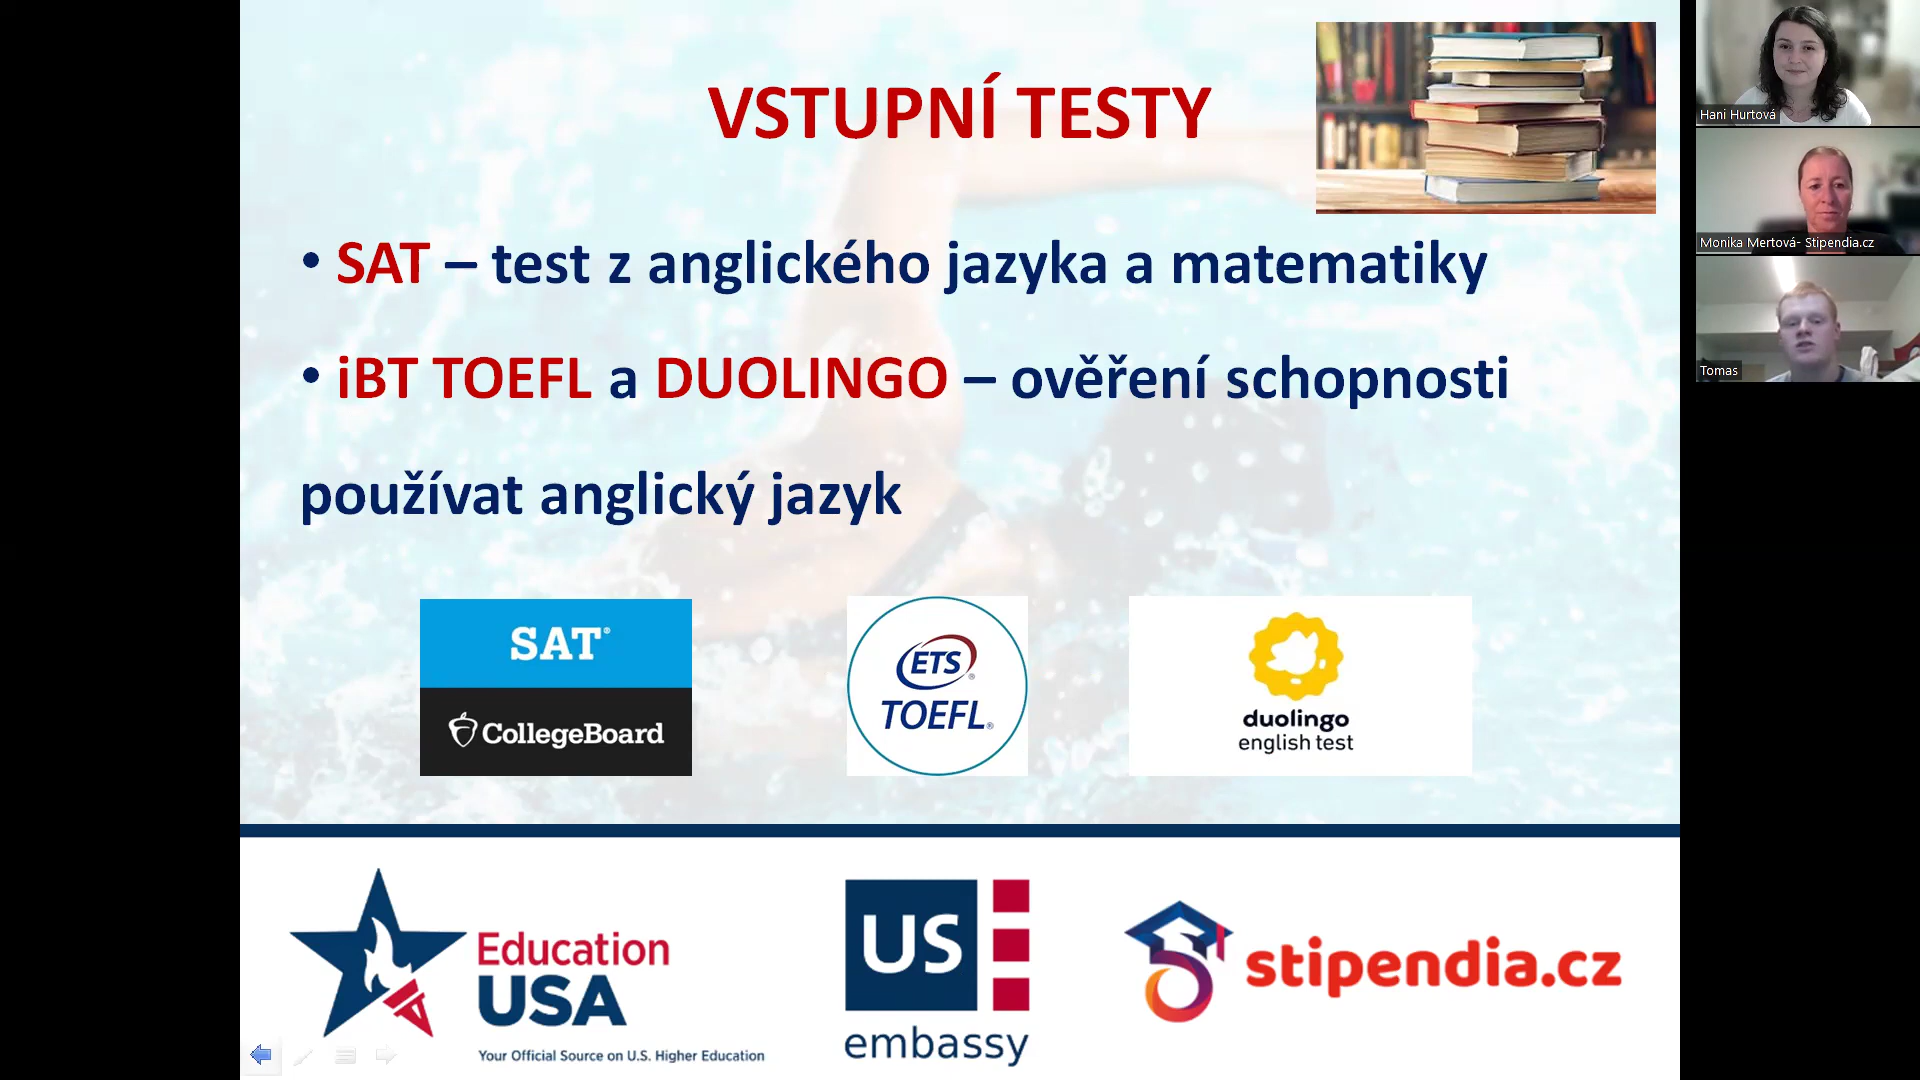 VSTUPNÍ TESTY
• SAT – test z anglického jazyka a matematiky
• iBT TOEFL a DUOLINGO – ověření schopnosti
používat anglický jazyk
SAT®
CollegeBoard
ETS®
TOEFL®
duolingo
english test
Education
USA
Your Official Source on U.S. Higher Education
US
embassy
stipendia.cz
Hani Hurtová
Monika Mertová- Stipendia.cz
Tomas